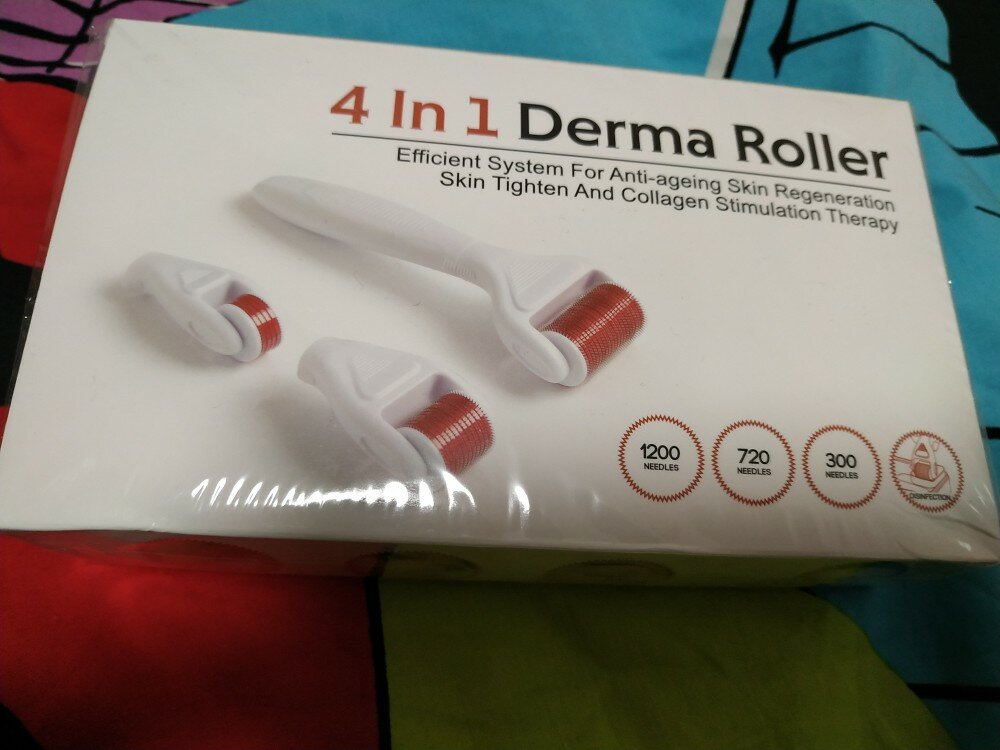 4 In 1 Derma Roller
Efficient System For Anti-ageing Skin Regeneration
Skin Tighten And Collagen Stimulation Therapy
1200
NEEDLES
720
NEEDLES
300
NEEDLES
DISINFECTION